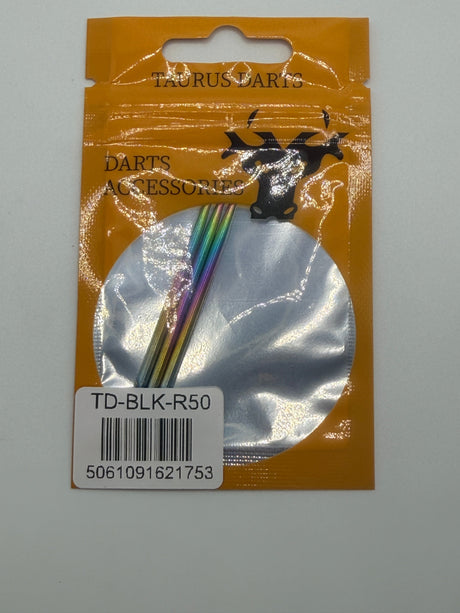 TAURUS DARTS
DARTS
ACCESSORIES
TD-BLK-R50
5061091621753